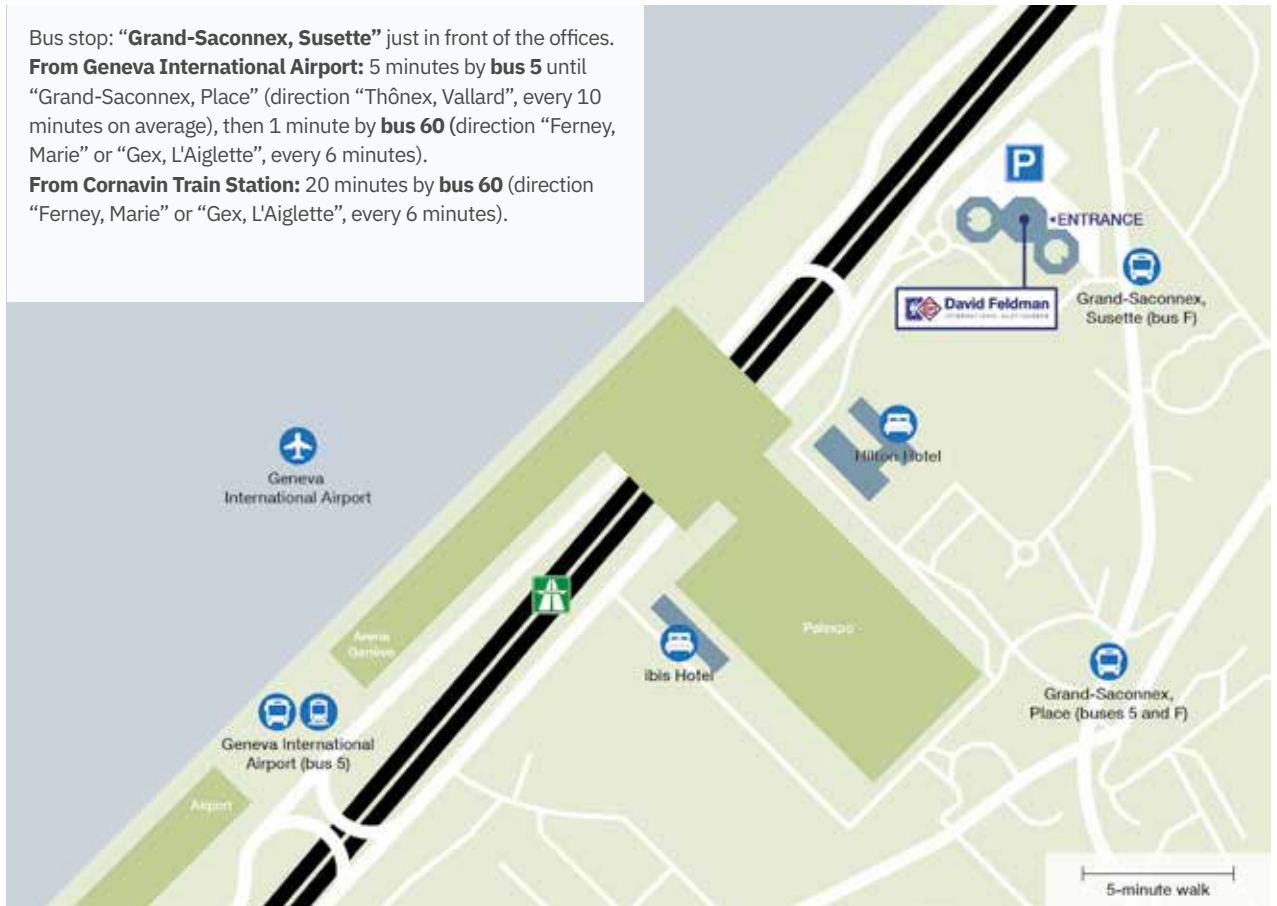 Bus stop: “Grand-Saconnex, Susette” just in front of the offices.
From Geneva International Airport: 5 minutes by bus 5 until
“Grand-Saconnex, Place” (direction “Thônex, Vallard”, every 10
minutes on average), then 1 minute by bus 60 (direction “Ferney,
Marie” or “Gex, L'Aiglette”, every 6 minutes).
From Cornavin Train Station: 20 minutes by bus 60 (direction
“Ferney, Marie” or “Gex, L'Aiglette”, every 6 minutes).
P
•ENTRANCE
David Feldman
Grand-Saconnex,
Susette (bus F)
Hilton Hotel
Geneva
International Airport
Arena
Genève
Palexpo
ibis Hotel
Grand-Saconnex,
Place (buses 5 and F)
Geneva International
Airport (bus 5)
Airport
5-minute walk